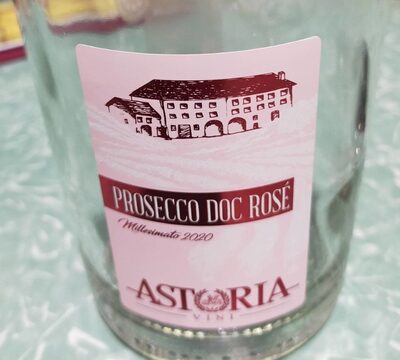 PROSECCO DOC ROSÉ
Millesimato 2020
ASTORIA
VINI